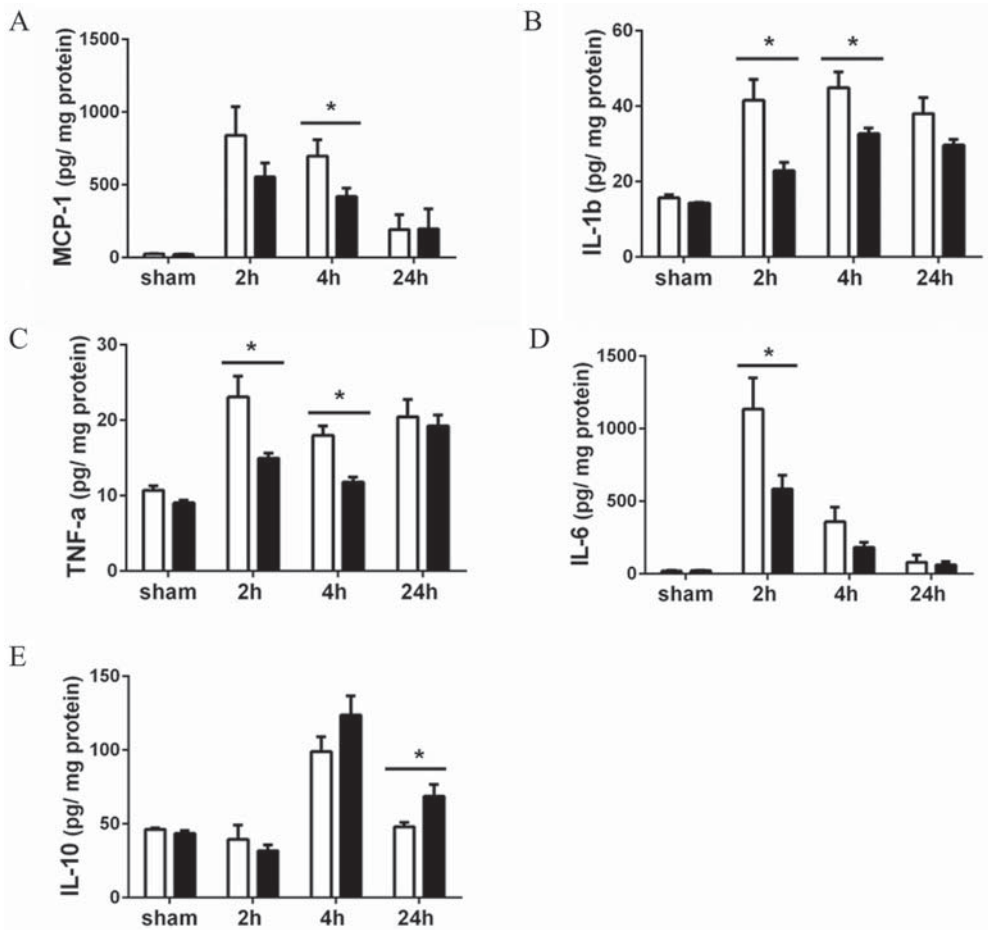 A
MCP-1 (pg/ mg protein)
1500
1000
500
0
*
sham 2h 4h 24h
B
IL-1b (pg/ mg protein)
60
40
20
0
* *
sham 2h 4h 24h
C
TNF-a (pg/ mg protein)
30
20
10
0
* *
sham 2h 4h 24h
D
IL-6 (pg/ mg protein)
1500
1000
500
0
*
sham 2h 4h 24h
E
IL-10 (pg/ mg protein)
150
100
50
0
*
sham 2h 4h 24h